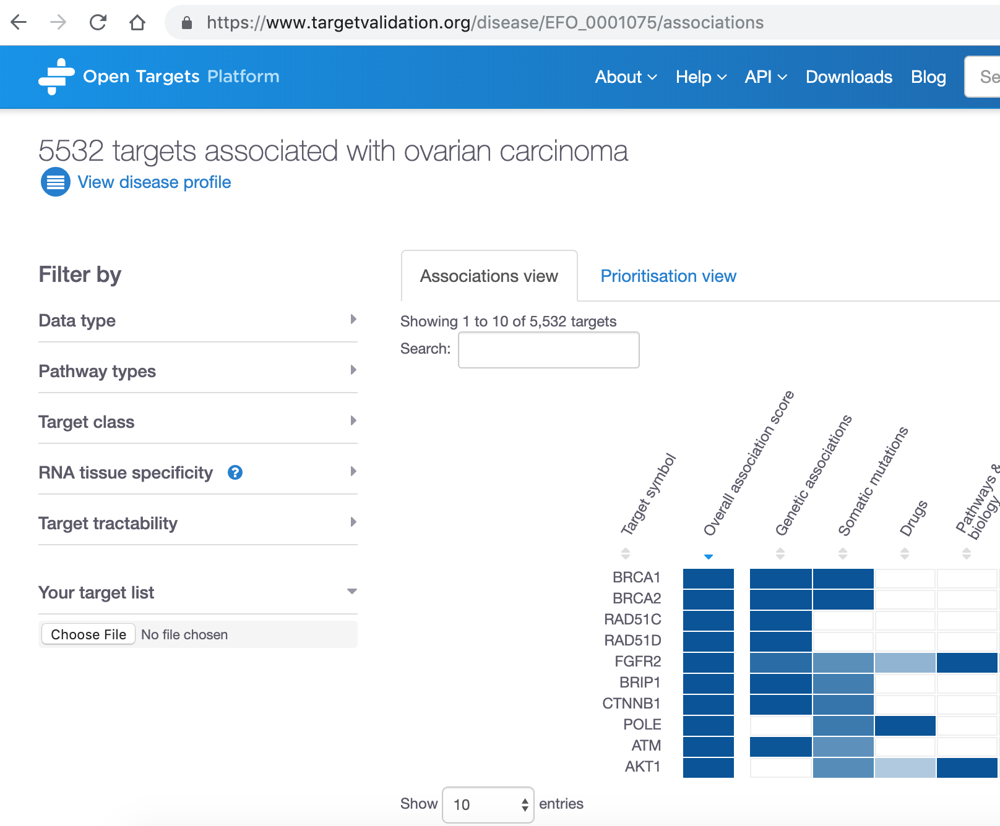 https://www.targetvalidation.org/disease/EFO_0001075/associations
Open Targets Platform
About Help API Downloads Blog Se
5532 targets associated with ovarian carcinoma
View disease profile
Filter by
Data type
Pathway types
Target class
RNA tissue specificity ?
Target tractability
Your target list
Choose File No file chosen
Associations view Prioritisation view
Showing 1 to 10 of 5,532 targets
Search:
Target symbol
Overall association score
Genetic associations
Somatic mutations
Drugs
Pathways &
biology
BRCA1
BRCA2
RAD51C
RAD51D
FGFR2
BRIP1
CTNNB1
POLE
ATM
AKT1
Show 10 entries